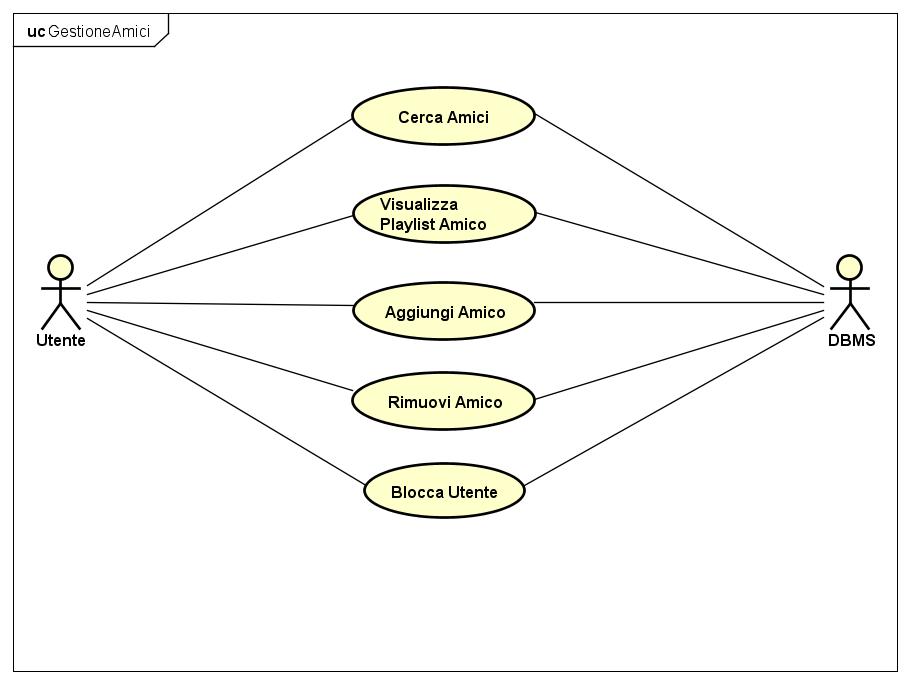 uc GestioneAmici
Cerca Amici
Visualizza
Playlist Amico
Aggiungi Amico
Utente
DBMS
Rimuovi Amico
Blocca Utente